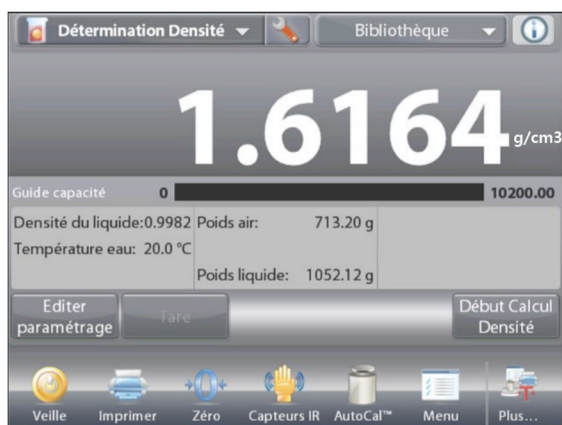 Détermination Densité
Bibliothèque
1.6164 g/cm3
Guide capacité 0 10200.00
Densité du liquide:0.9982 Poids air: 713.20 g
Température eau: 20.0 °C
Poids liquide: 1052.12 g
Editer
paramétrage
Tare
Début Calcul
Densité
Veille Imprimer Zéro Capteurs IR AutoCal™ Menu Plus...